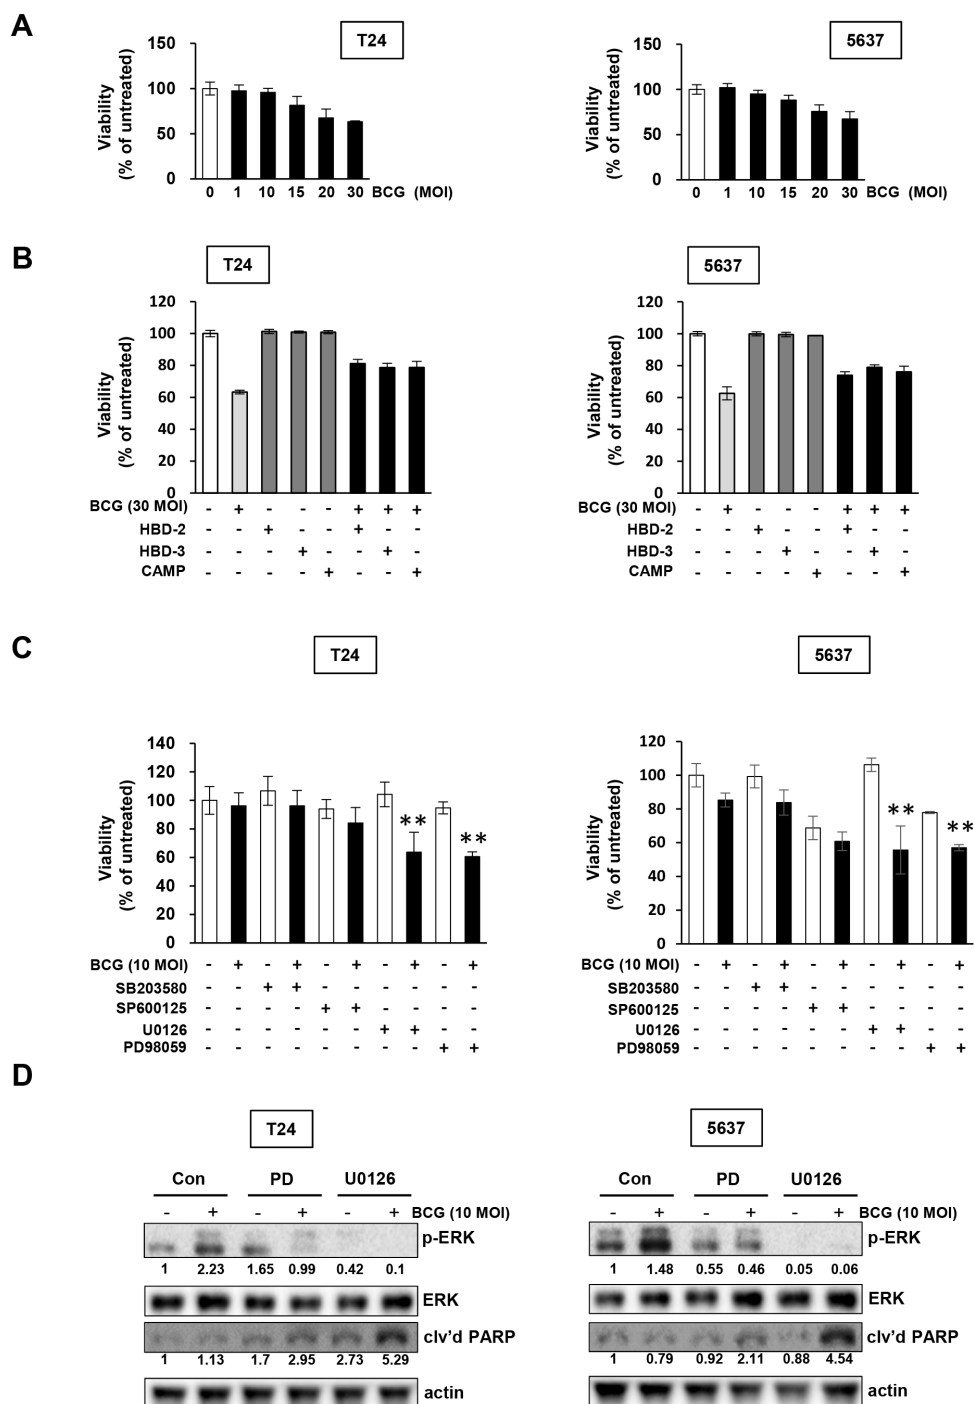 A
T24
Viability
(% of untreated)
150
100
50
0
0 1 10 15 20 30 BCG (MOI)
5637
Viability
(% of untreated)
150
100
50
0
0 1 10 15 20 30 BCG (MOI)
B
T24
Viability
(% of untreated)
120
100
80
60
40
20
0
BCG (30 MOI) - + - - - + + +
HBD-2 - - + - - + - -
HBD-3 - - - + - - + -
CAMP - - - - + - - +
5637
Viability
(% of untreated)
120
100
80
60
40
20
0
BCG (30 MOI) - + - - - + + +
HBD-2 - - + - - + - -
HBD-3 - - - + - - + -
CAMP - - - - + - - +
C
T24
Viability
(% of untreated)
140
120
100
80
60
40
20
0
** **
BCG (10 MOI) - + - + - + - + - +
SB203580 - - + + - - - - - -
SP600125 - - - - + + - - - -
U0126 - - - - - - + + - -
PD98059 - - - - - - - - + +
5637
Viability
(% of untreated)
120
100
80
60
40
20
0
** **
BCG (10 MOI) - + - + - + - + - +
SB203580 - - + + - - - - - -
SP600125 - - - - + + - - - -
U0126 - - - - - - + + - -
PD98059 - - - - - - - - + +
D
T24
Con PD U0126
- + - + - + BCG (10 MOI)
p-ERK
1 2.23 1.65 0.99 0.42 0.1
ERK
clv'd PARP
1 1.13 1.7 2.95 2.73 5.29
actin
5637
Con PD U0126
- + - + - + BCG (10 MOI)
p-ERK
1 1.48 0.55 0.46 0.05 0.06
ERK
clv'd PARP
1 0.79 0.92 2.11 0.88 4.54
actin